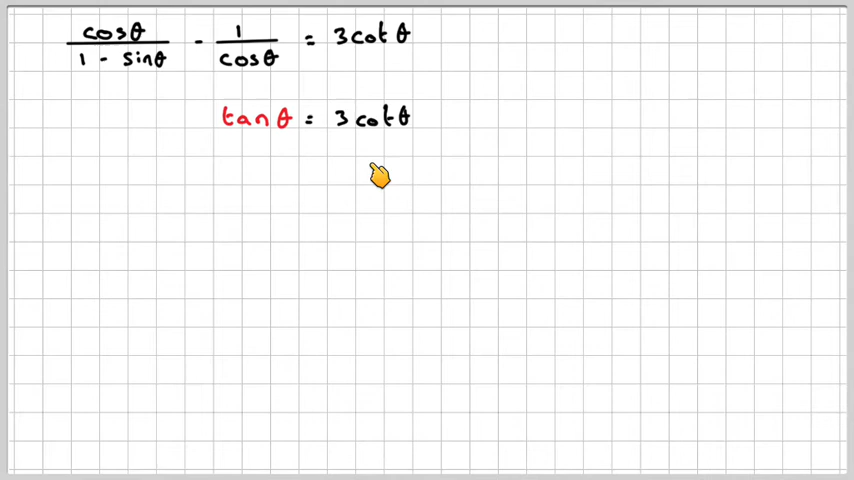 cosθ/(1 - sinθ) - 1/cosθ = 3cotθ
tanθ = 3cotθ